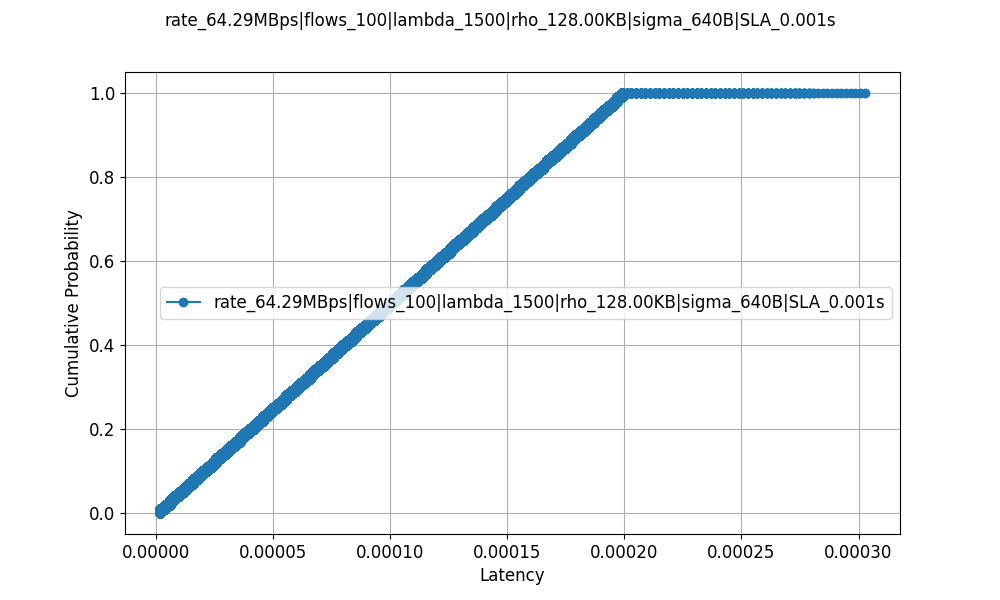 rate_64.29MBps|flows_100|lambda_1500|rho_128.00KB|sigma_640B|SLA_0.001s
1.0
0.8
0.6
0.4
0.2
0.0
Cumulative Probability
rate_64.29MBps|flows_100|lambda_1500|rho_128.00KB|sigma_640B|SLA_0.001s
0.00000 0.00005 0.00010 0.00015 0.00020 0.00025 0.00030
Latency